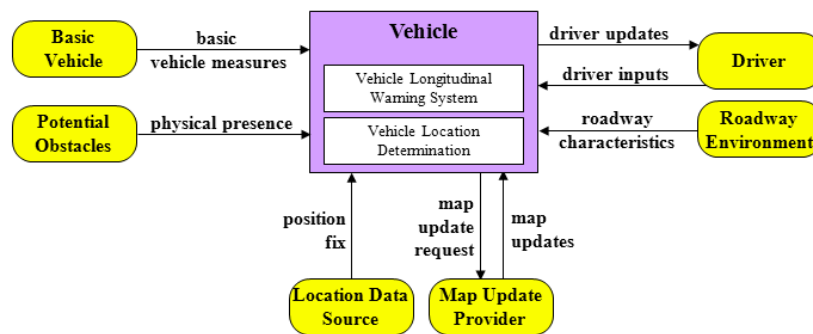 Basic
Vehicle
basic
vehicle measures
Potential
Obstacles
physical presence
Vehicle
Vehicle Longitudinal
Warning System
Vehicle Location
Determination
driver updates
driver inputs
Driver
roadway
characteristics
Roadway
Environment
position
fix
map
update
request
map
updates
Location Data
Source
Map Update
Provider